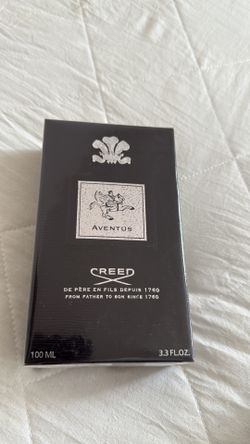 AVENTUS
CREED
DE PÈRE EN FILS DEPUIS 1760
FROM FATHER TO SON SINCE 1760
100 ML 3.3 FL.OZ.